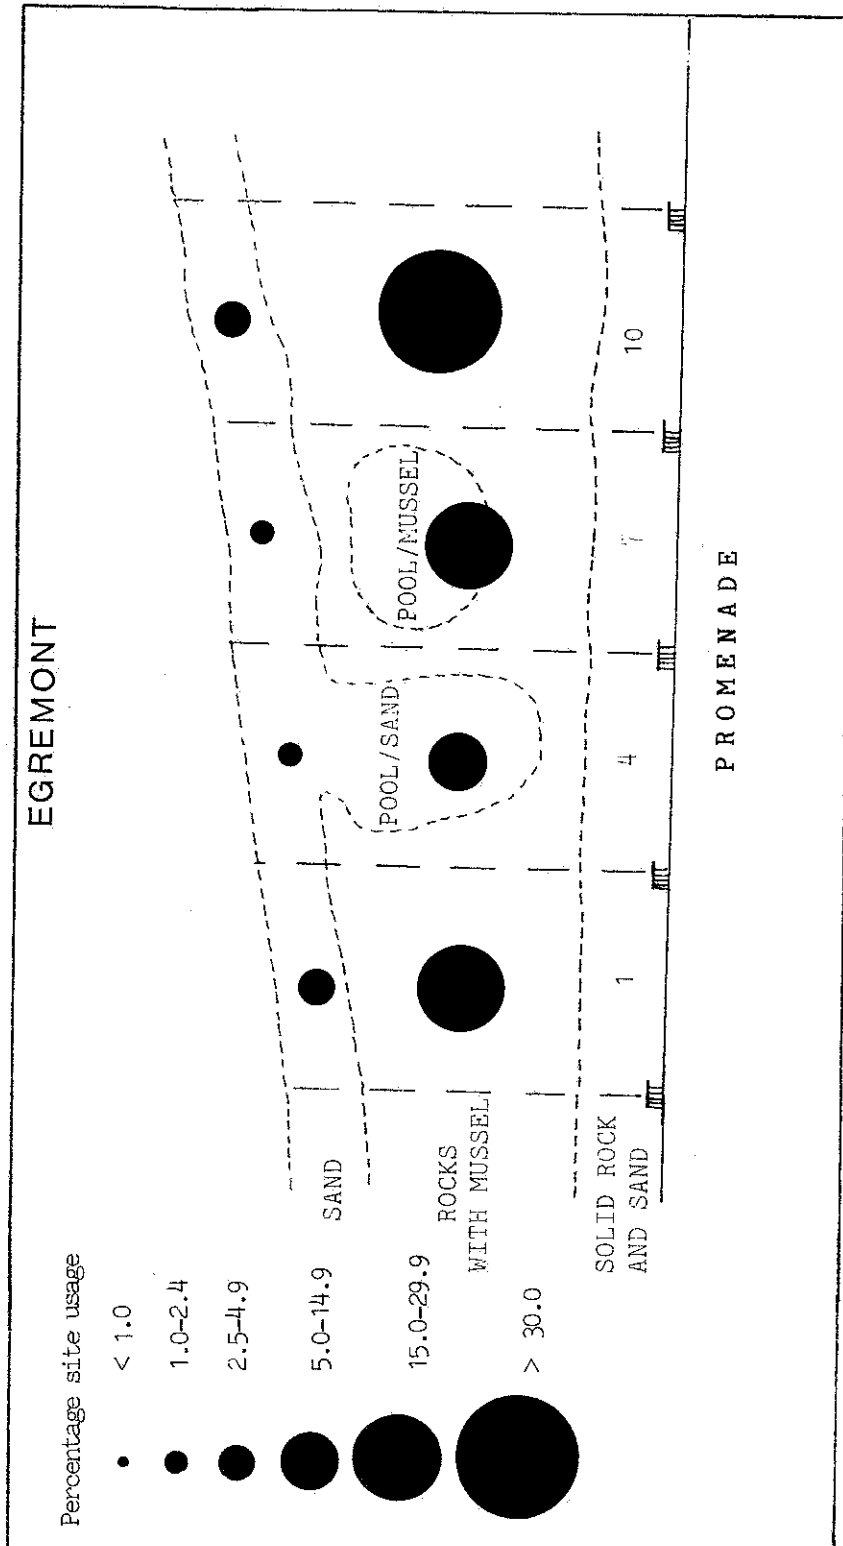 EGREMONT
Percentage site usage
< 1.0
1.0-2.4
2.5-4.9
5.0-14.9
15.0-29.9
> 30.0
SAND
ROCKS
WITH MUSSEL
SOLID ROCK
AND SAND
POOL/SAND
POOL/MUSSEL
1
4
7
10
PROMENADE